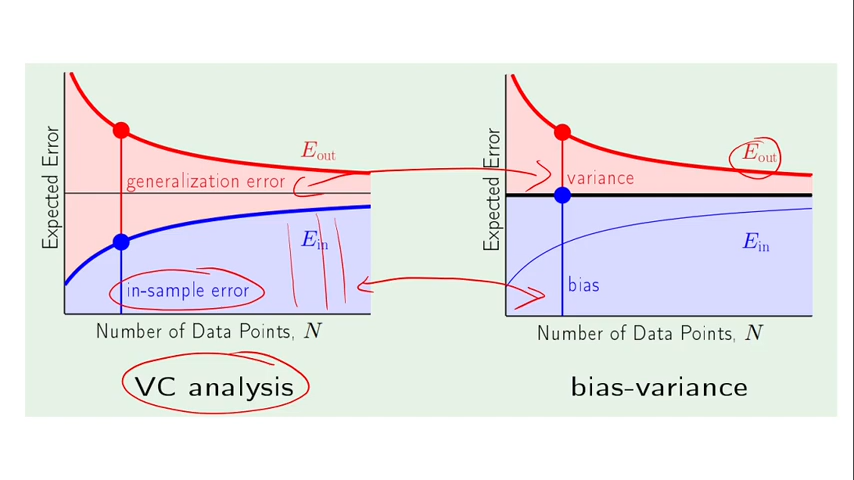 Expected Error
E_out
generalization error
E_in
in-sample error
Number of Data Points, N
VC analysis
Expected Error
E_out
variance
E_in
bias
Number of Data Points, N
bias-variance